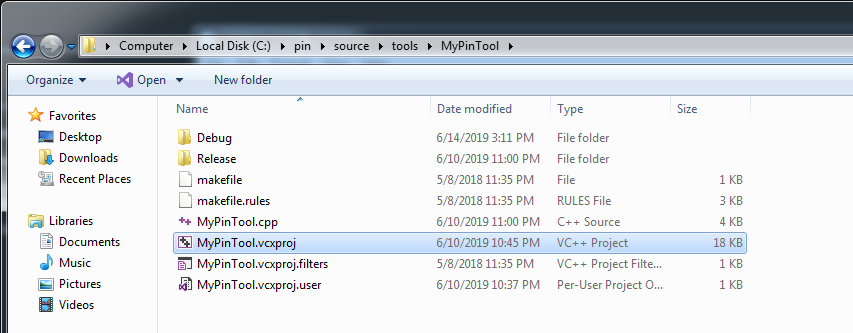 Computer Local Disk (C:) pin source tools MyPinTool
Organize Open New folder
Favorites
Desktop
Downloads
Recent Places
Libraries
Documents
Music
Pictures
Videos
Name Date modified Type Size
Debug 6/14/2019 3:11 PM File folder
Release 6/10/2019 11:00 PM File folder
makefile 5/8/2018 11:35 PM File 1 KB
makefile.rules 5/8/2018 11:35 PM RULES File 3 KB
MyPinTool.cpp 6/10/2019 11:00 PM C++ Source 4 KB
MyPinTool.vcxproj 6/10/2019 10:45 PM VC++ Project 18 KB
MyPinTool.vcxproj.filters 5/8/2018 11:35 PM VC++ Project Filte... 1 KB
MyPinTool.vcxproj.user 6/10/2019 10:37 PM Per-User Project O... 1 KB